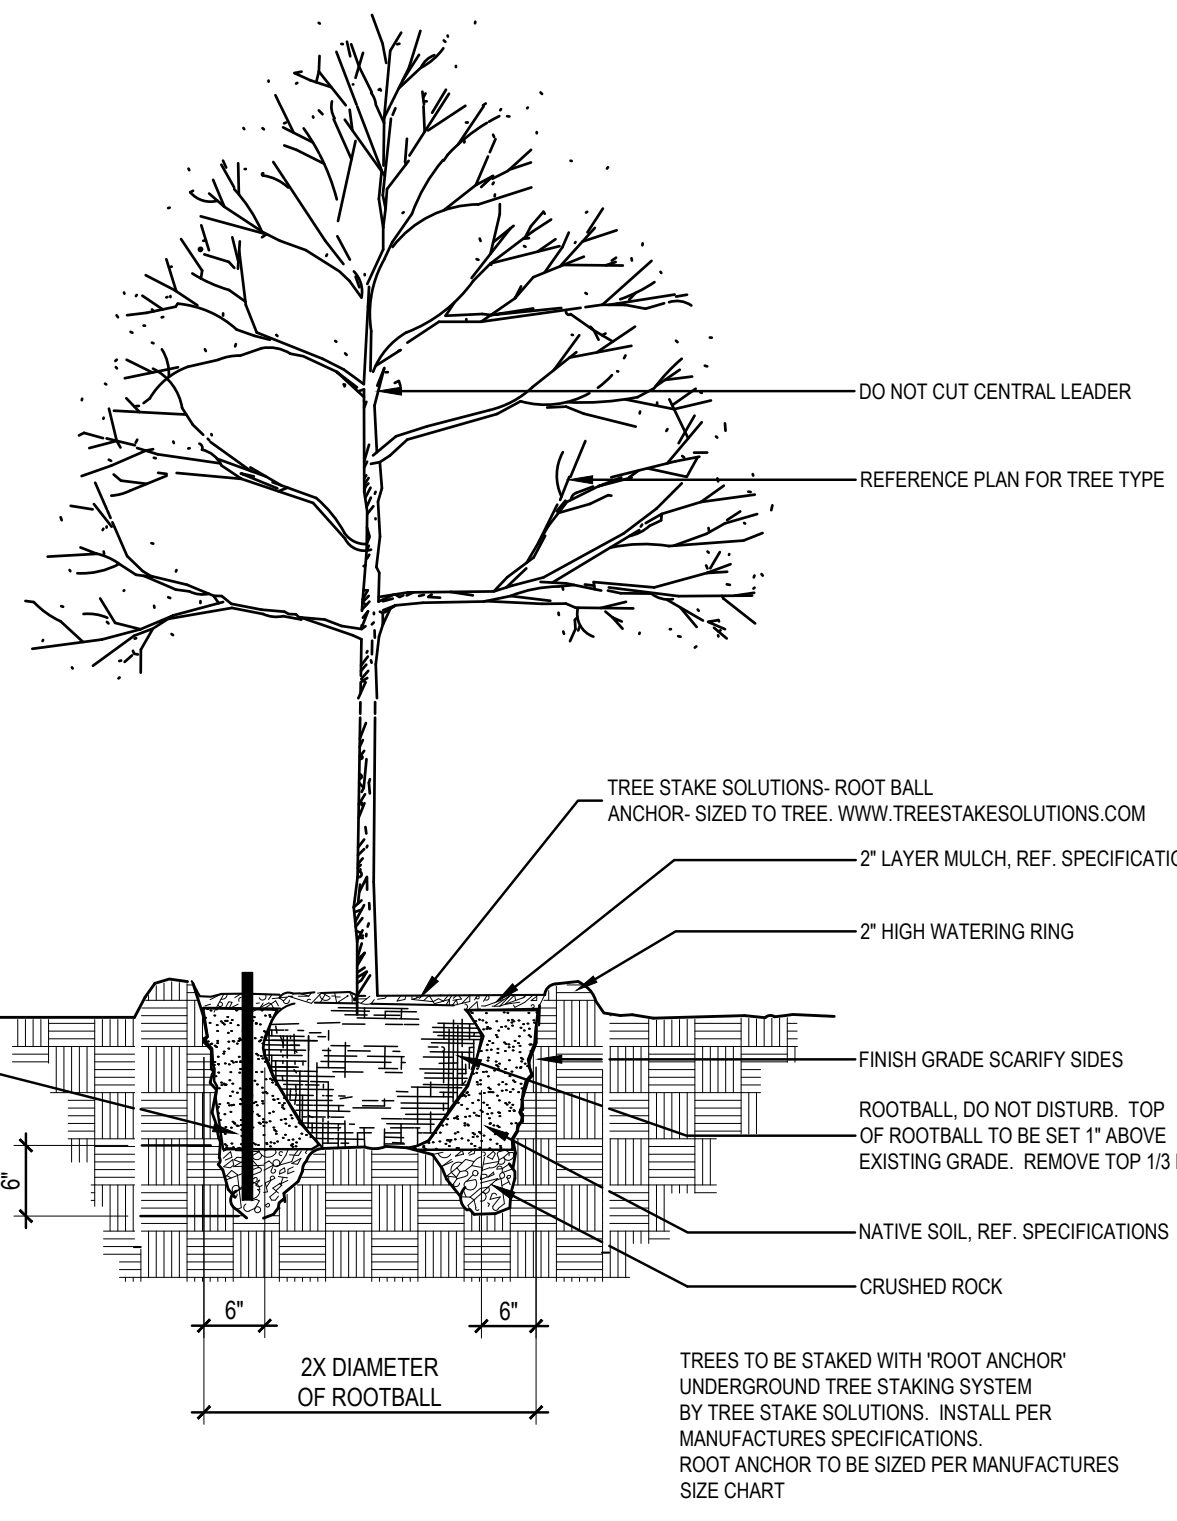 DO NOT CUT CENTRAL LEADER
REFERENCE PLAN FOR TREE TYPE
TREE STAKE SOLUTIONS- ROOT BALL
ANCHOR- SIZED TO TREE. WWW.TREESTAKESOLUTIONS.COM
2" LAYER MULCH, REF.
2" HIGH WATERING RING
FINISH GRADE SCARIFY SIDES
ROOTBALL, DO NOT DISTURB. TOP
OF ROOTBALL TO BE SET 1" ABOVE
EXISTING GRADE. REMOVE TOP 1/3
NATIVE SOIL, REF. SPECIFICATIONS
CRUSHED ROCK
6"
6"
6"
2X DIAMETER
OF ROOTBALL
TREES TO BE STAKED WITH 'ROOT ANCHOR'
UNDERGROUND TREE STAKING SYSTEM
BY TREE STAKE SOLUTIONS. INSTALL PER
MANUFACTURES SPECIFICATIONS.
ROOT ANCHOR TO BE SIZED PER MANUFACTURES
SIZE CHART